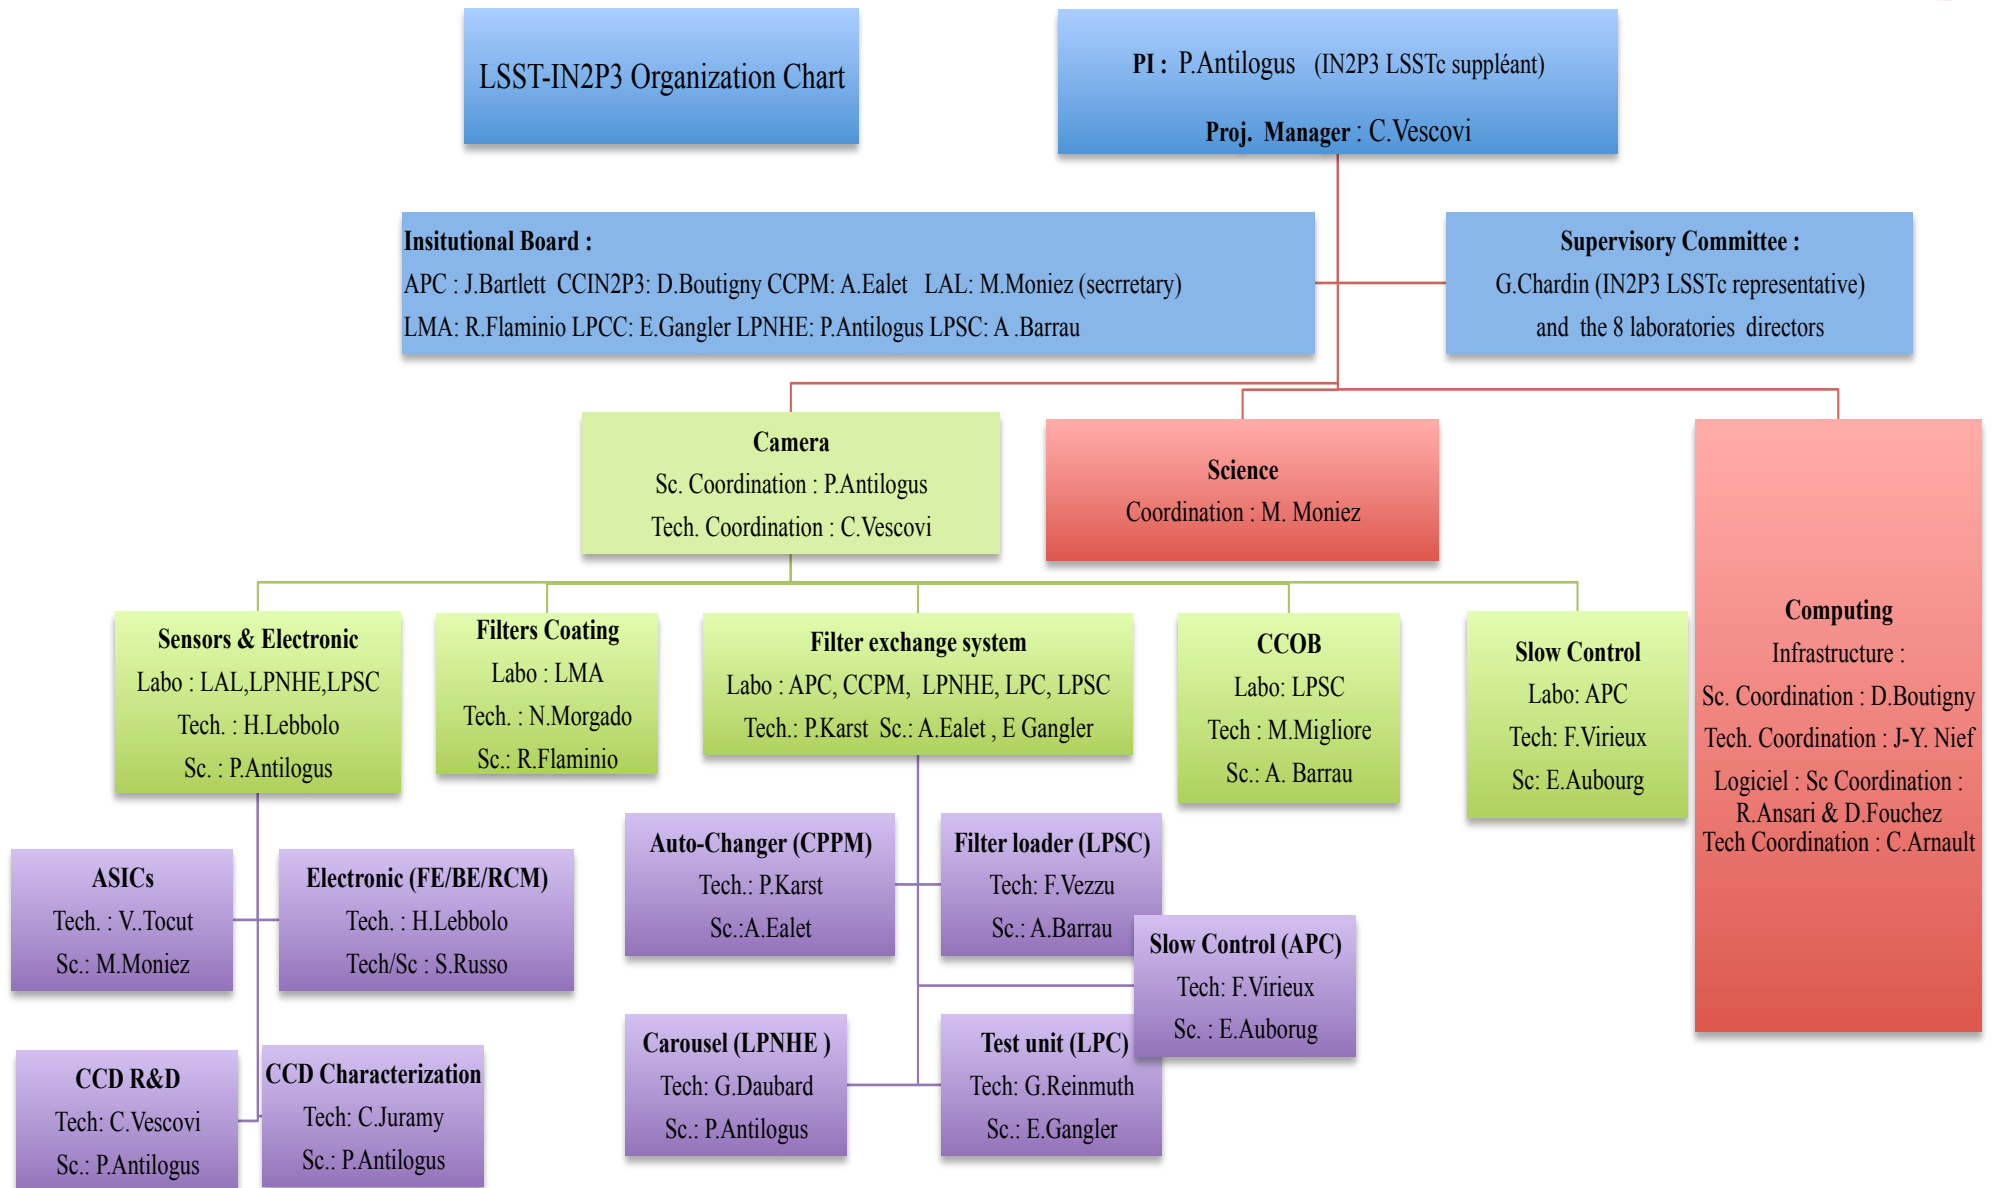 LSST-IN2P3 Organization Chart
PI : P.Antilogus (IN2P3 LSSTc suppléant)
Proj. Manager : C.Vescovi
Insitutional Board :
APC : J.Bartlett CCIN2P3: D.Boutigny CCPM: A.Ealet LAL: M.Moniez (secrretary)
LMA: R.Flaminio LPCC: E.Gangler LPNHE: P.Antilogus LPSC: A .Barrau
Supervisory Committee :
G.Chardin (IN2P3 LSSTc representative)
and the 8 laboratories directors
Camera
Sc. Coordination : P.Antilogus
Tech. Coordination : C.Vescovi
Science
Coordination : M. Moniez
Computing
Infrastructure :
Sc. Coordination : D.Boutigny
Tech. Coordination : J-Y. Nief
Logiciel : Sc Coordination :
R.Ansari & D.Fouchez
Tech Coordination : C.Arnault
Sensors & Electronic
Labo : LAL,LPNHE,LPSC
Tech. : H.Lebbolo
Sc. : P.Antilogus
Filters Coating
Labo : LMA
Tech. : N.Morgado
Sc.: R.Flaminio
Filter exchange system
Labo : APC, CCPM, LPNHE, LPC, LPSC
Tech.: P.Karst Sc.: A.Ealet , E Gangler
CCOB
Labo: LPSC
Tech : M.Migliore
Sc.: A. Barrau
Slow Control
Labo: APC
Tech: F.Virieux
Sc: E.Aubourg
ASICs
Tech. : V..Tocut
Sc.: M.Moniez
Electronic (FE/BE/RCM)
Tech. : H.Lebbolo
Tech/Sc : S.Russo
Auto-Changer (CPPM)
Tech.: P.Karst
Sc.:A.Ealet
Filter loader (LPSC)
Tech: F.Vezzu
Sc.: A.Barrau
Slow Control (APC)
Tech: F.Virieux
Sc. : E.Auborug
CCD R&D
Tech: C.Vescovi
Sc.: P.Antilogus
CCD Characterization
Tech: C.Juramy
Sc.: P.Antilogus
Carousel (LPNHE )
Tech: G.Daubard
Sc.: P.Antilogus
Test unit (LPC)
Tech: G.Reinmuth
Sc.: E.Gangler